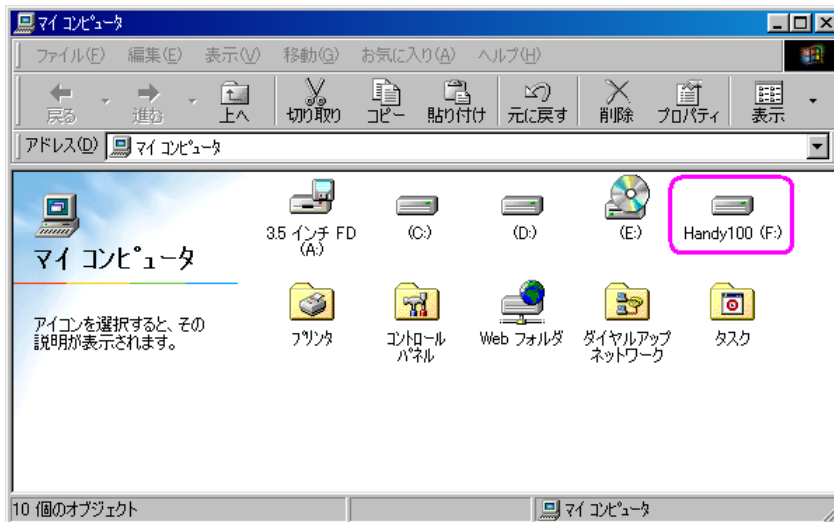 マイ コンピュータ
ファイル(F) 編集(E) 表示(V) 移動(G) お気に入り(A) ヘルプ(H)
戻る 進む 上へ 切り取り コピー 貼り付け 元に戻す 削除 プロパティ 表示
アドレス(D) マイ コンピュータ
マイ コンピュータ
アイコンを選択すると、その
説明が表示されます。
3.5 インチ FD
(A:)
(C:)
(D:)
(E:)
Handy100 (F:)
プリンタ
コントロール
パネル
Web フォルダ
ダイヤルアップ
ネットワーク
タスク
10 個のオブジェクト マイ コンピュータ